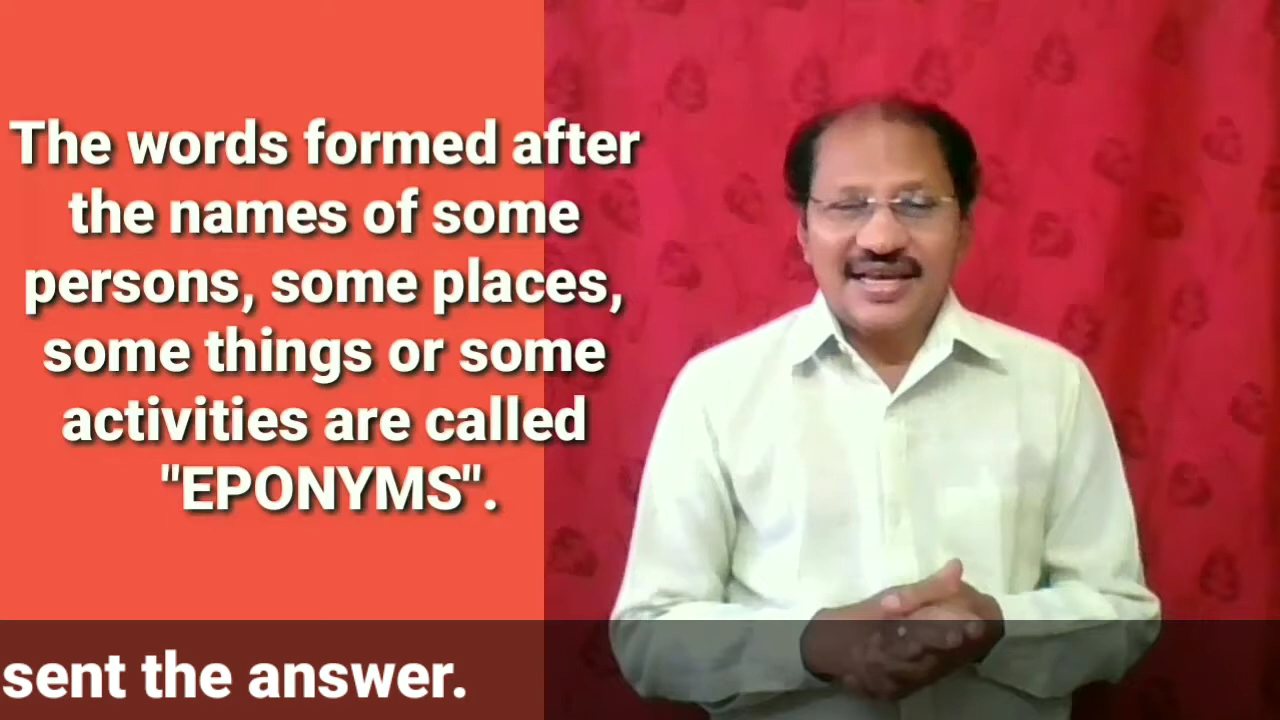 The words formed after
the names of some
persons, some places,
some things or some
activities are called
"EPONYMS".
sent the answer.